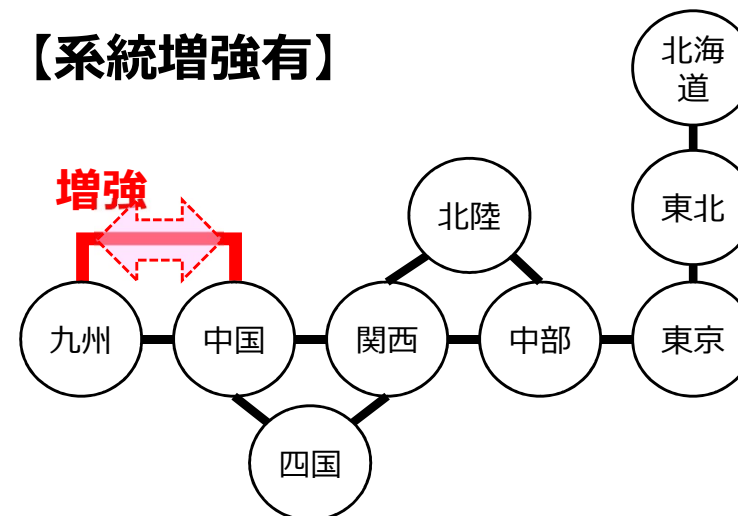 【系統増強有】
北海
道
増強
北陸
東北
九州
中国
関西
中部
東京
四国